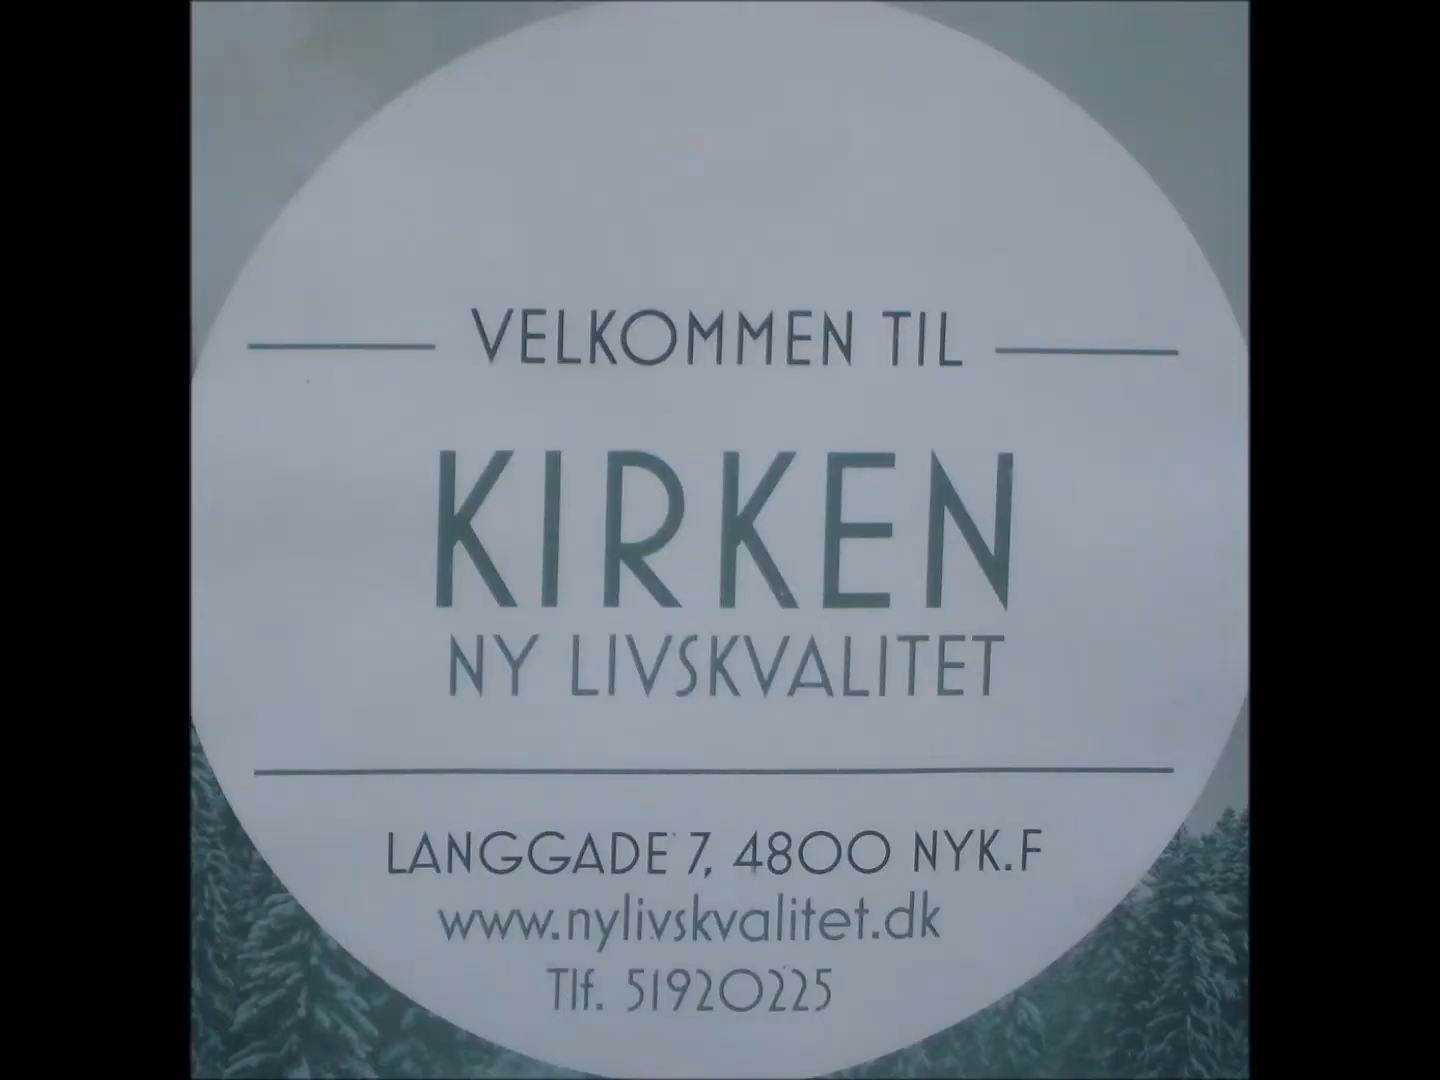 VELKOMMEN TIL
KIRKEN
NY LIVSKVALITET
LANGGADE 7, 4800 NYK.F
www.nylivskvalitet.dk
Tlf. 51920225